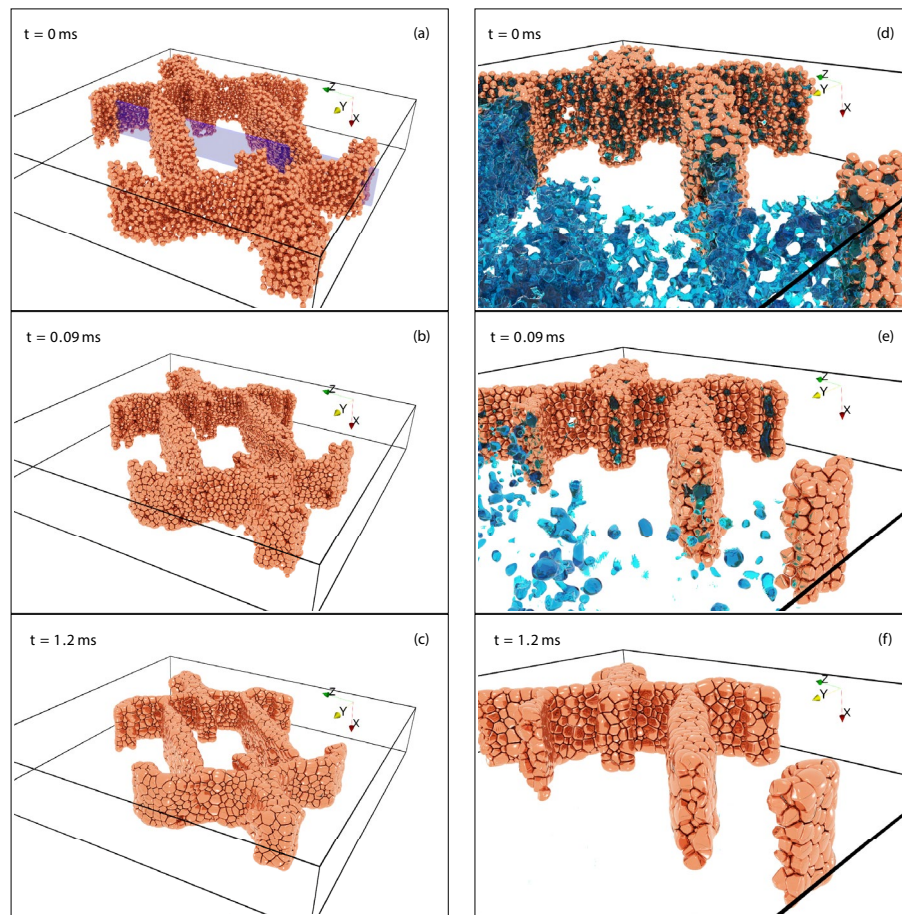 t = 0 ms
(a)
Z
Y
X
t = 0.09 ms
(b)
Z
Y
X
t = 1.2 ms
(c)
Z
Y
X
t = 0 ms
(d)
Z
Y
X
t = 0.09 ms
(e)
Z
Y
X
t = 1.2 ms
(f)
Z
Y
X